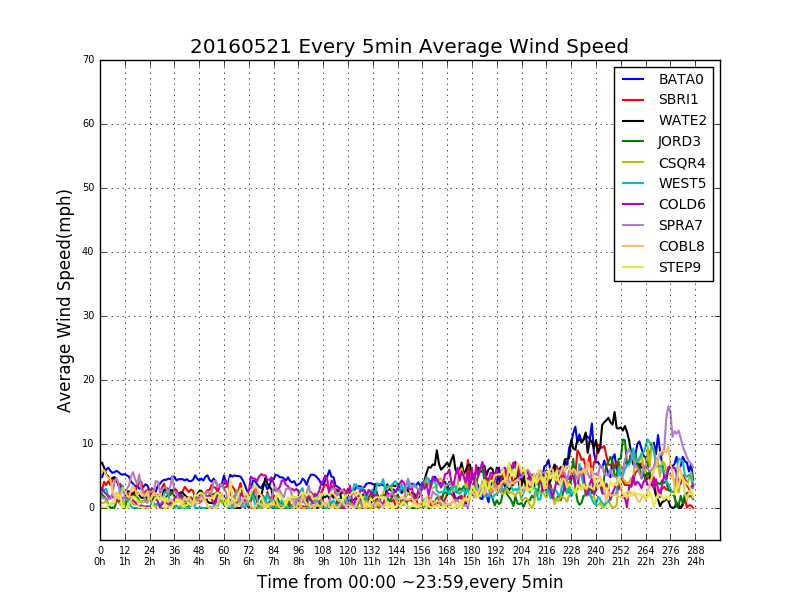 20160521 Every 5min Average Wind Speed
70
60
50
40
30
20
10
0
Average Wind Speed(mph)
BATA0
SBRI1
WATE2
JORD3
CSQR4
WEST5
COLD6
SPRA7
COBL8
STEP9
0 12 24 36 48 60 72 84 96 108 120 132 144 156 168 180 192 204 216 228 240 252 264 276 288
0h 1h 2h 3h 4h 5h 6h 7h 8h 9h 10h 11h 12h 13h 14h 15h 16h 17h 18h 19h 20h 21h 22h 23h 24h
Time from 00:00 ~23:59,every 5min